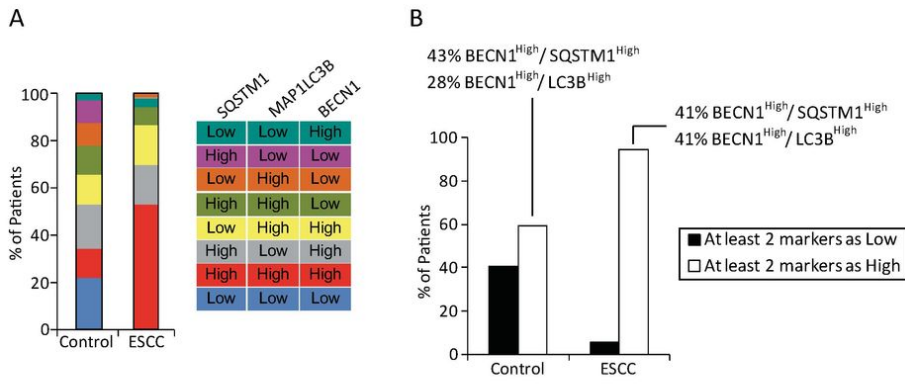 A
% of Patients
100
80
60
40
20
0
Control ESCC
SQSTM1 MAP1LC3B BECN1
Low Low High
High Low Low
Low High Low
High High Low
Low High High
High Low High
High High High
Low Low Low
B
43% BECN1High/ SQSTM1High
28% BECN1High/ LC3BHigh
41% BECN1High/ SQSTM1High
41% BECN1High/ LC3BHigh
% of Patients
100
80
60
40
20
0
Control ESCC
At least 2 markers as Low
At least 2 markers as High